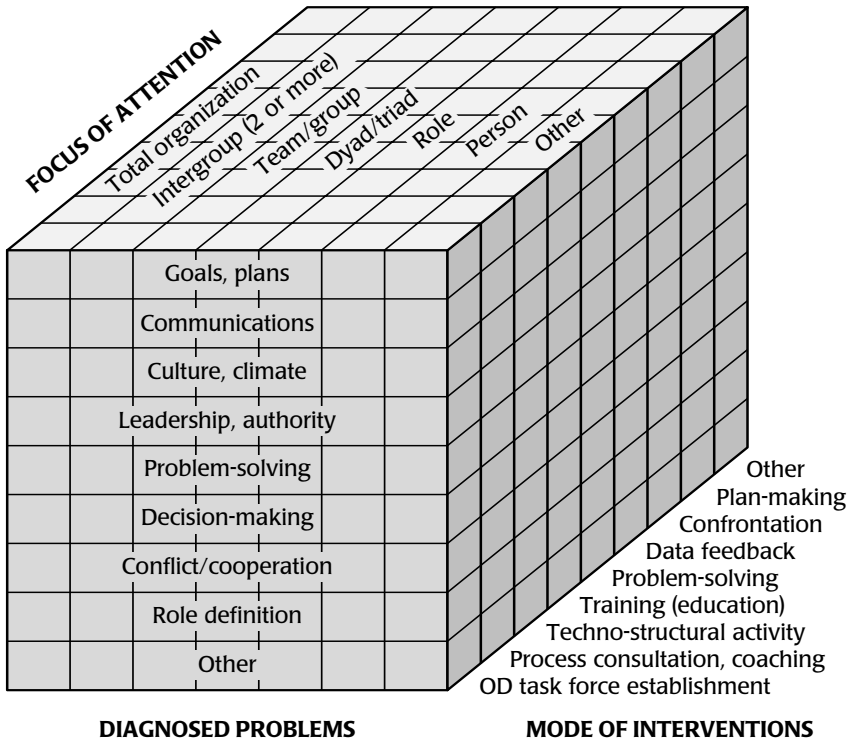 FOCUS OF ATTENTION
Total organization
Intergroup (2 or more)
Team/group
Dyad/triad
Role
Person
Other
Goals, plans
Communications
Culture, climate
Leadership, authority
Problem-solving
Decision-making
Conflict/cooperation
Role definition
Other
Other
Plan-making
Confrontation
Data feedback
Problem-solving
Training (education)
Techno-structural activity
Process consultation, coaching
OD task force establishment
DIAGNOSED PROBLEMS
MODE OF INTERVENTIONS